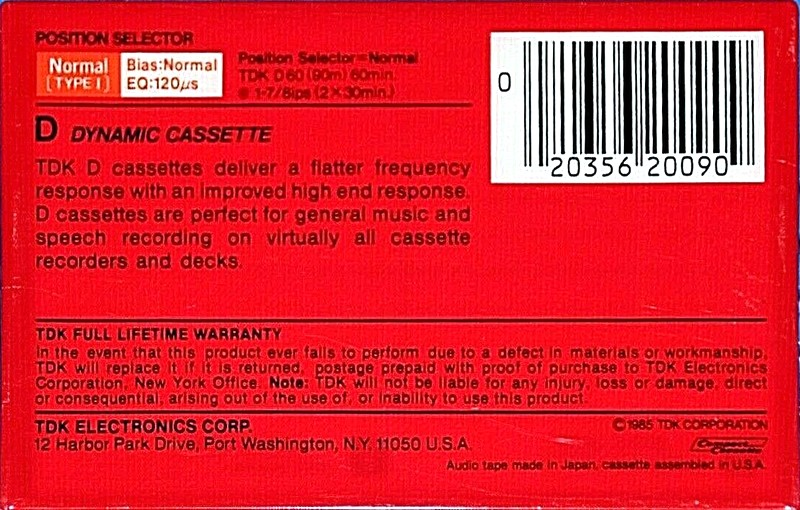 POSITION SELECTOR
Normal
[TYPE I]
Bias:Normal
EQ:120μs
Position Selector=Normal
TDK D60 (90m) 60min.
@ 1-7/8ips (2×30min.)
0
20356 20090
D DYNAMIC CASSETTE
TDK D cassettes deliver a flatter frequency
response with an improved high end response.
D cassettes are perfect for general music and
speech recording on virtually all cassette
recorders and decks.
TDK FULL LIFETIME WARRANTY
In the event that this product ever fails to perform due to a defect in materials or workmanship,
TDK will replace it if it is returned, postage prepaid with proof of purchase to TDK Electronics
Corporation, New York Office. Note: TDK will not be liable for any injury, loss or damage, direct
or consequential, arising out of the use of, or inability to use this product.
TDK ELECTRONICS CORP.
12 Harbor Park Drive, Port Washington, N.Y. 11050 U.S.A.
©1985 TDK CORPORATION
Compact
Cassette
Audio tape made in Japan, cassette assembled in U.S.A.